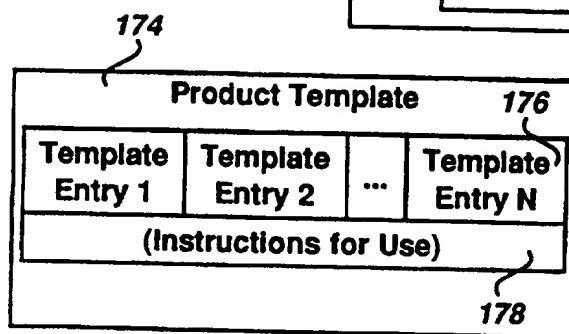 174
Product Template 176
Template Entry 1 Template Entry 2 ... Template Entry N
(Instructions for Use)
178